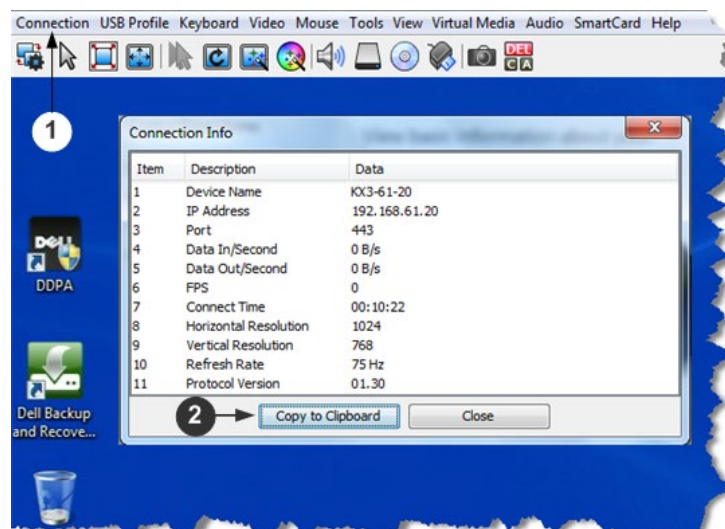 Connection USB Profile Keyboard Video Mouse Tools View Virtual Media Audio SmartCard Help
DEL
C A
1
Connection Info
Item Description Data
1 Device Name KX3-61-20
2 IP Address 192.168.61.20
3 Port 443
4 Data In/Second 0 B/s
5 Data Out/Second 0 B/s
6 FPS 0
7 Connect Time 00:10:22
8 Horizontal Resolution 1024
9 Vertical Resolution 768
10 Refresh Rate 75 Hz
11 Protocol Version 01.30
2 Copy to Clipboard Close
DELL
DDPA
Dell Backup
and Recove...